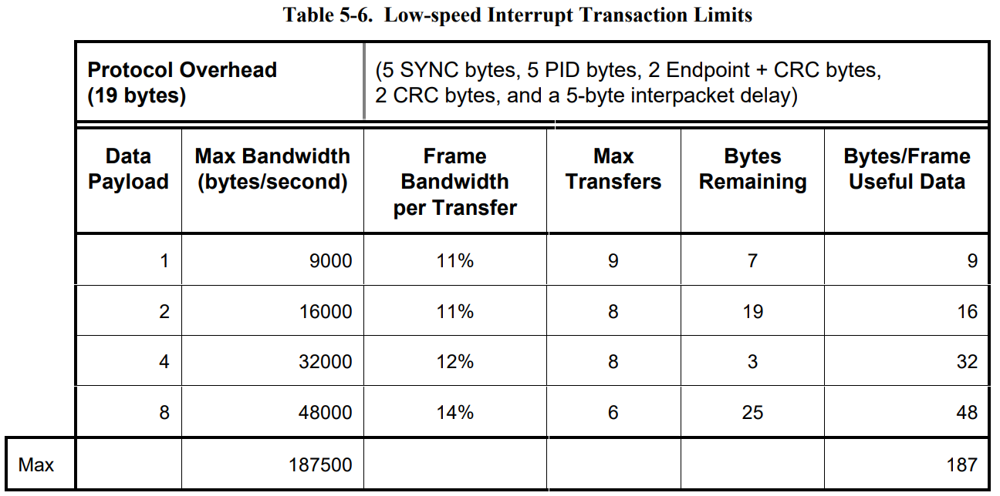 Table 5-6. Low-speed Interrupt Transaction Limits
Protocol Overhead
(19 bytes)
(5 SYNC bytes, 5 PID bytes, 2 Endpoint + CRC bytes,
2 CRC bytes, and a 5-byte interpacket delay)
Data
Payload
Max Bandwidth
(bytes/second)
Frame
Bandwidth
per Transfer
Max
Transfers
Bytes
Remaining
Bytes/Frame
Useful Data
1 9000 11% 9 7 9
2 16000 11% 8 19 16
4 32000 12% 8 3 32
8 48000 14% 6 25 48
Max 187500 187